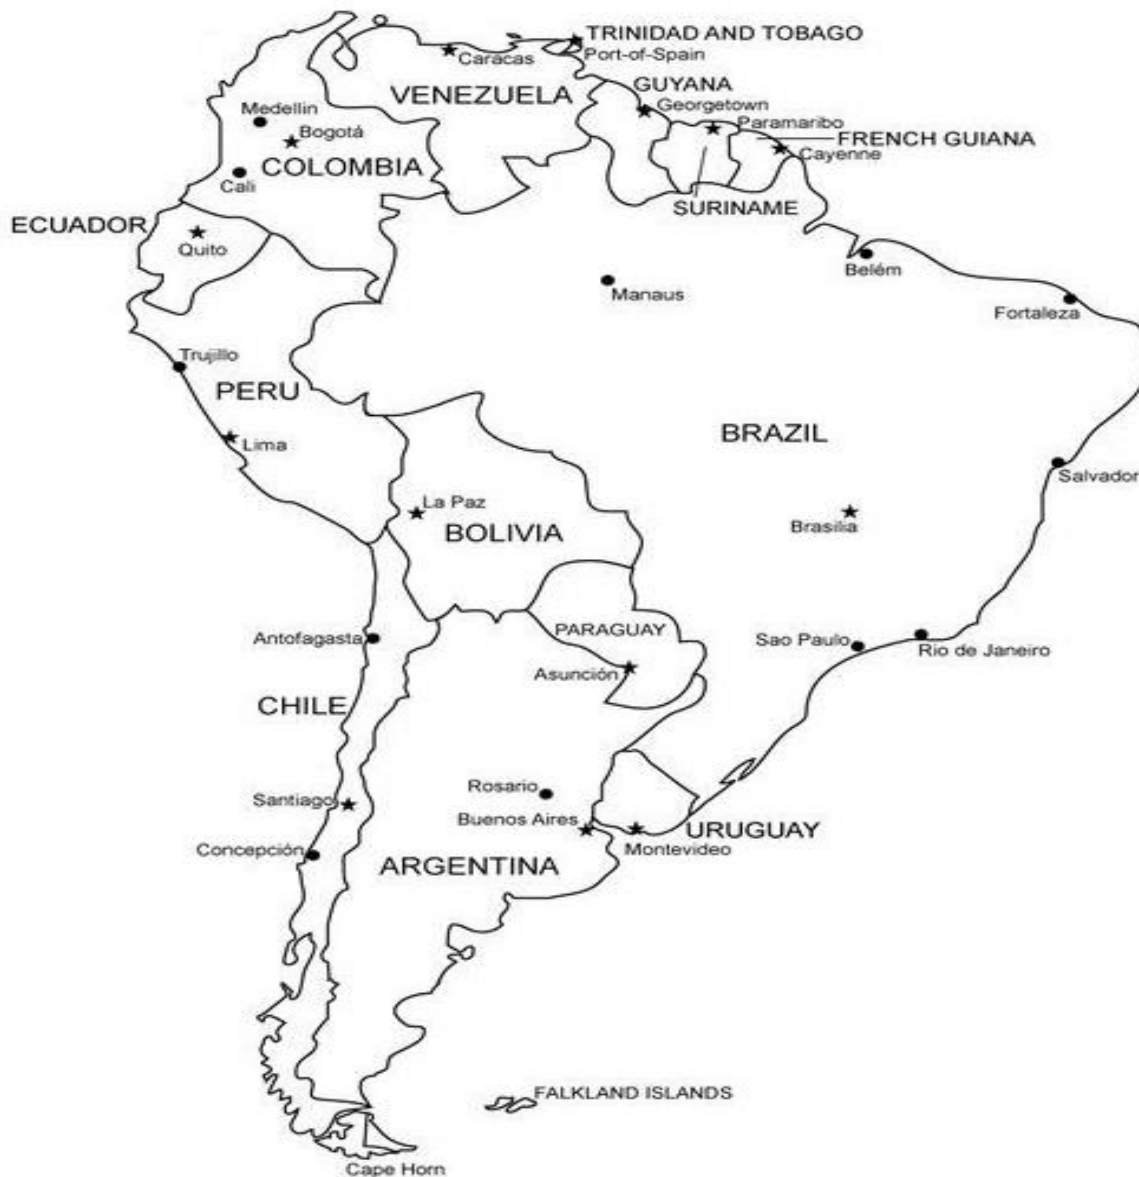 TRINIDAD AND TOBAGO
Caracas
Port-of-Spain
VENEZUELA
GUYANA
Georgetown
Medellin
Paramaribo
Bogotá
FRENCH GUIANA
Cayenne
COLOMBIA
Cali
SURINAME
ECUADOR
Quito
Belém
Manaus
Fortaleza
Trujillo
PERU
BRAZIL
Lima
Salvador
La Paz
Brasilia
BOLIVIA
PARAGUAY
Antofagasta
Sao Paulo
Rio de Janeiro
Asunción
CHILE
Rosario
Santiago
Buenos Aires
URUGUAY
Concepción
Montevideo
ARGENTINA
FALKLAND ISLANDS
Cape Horn